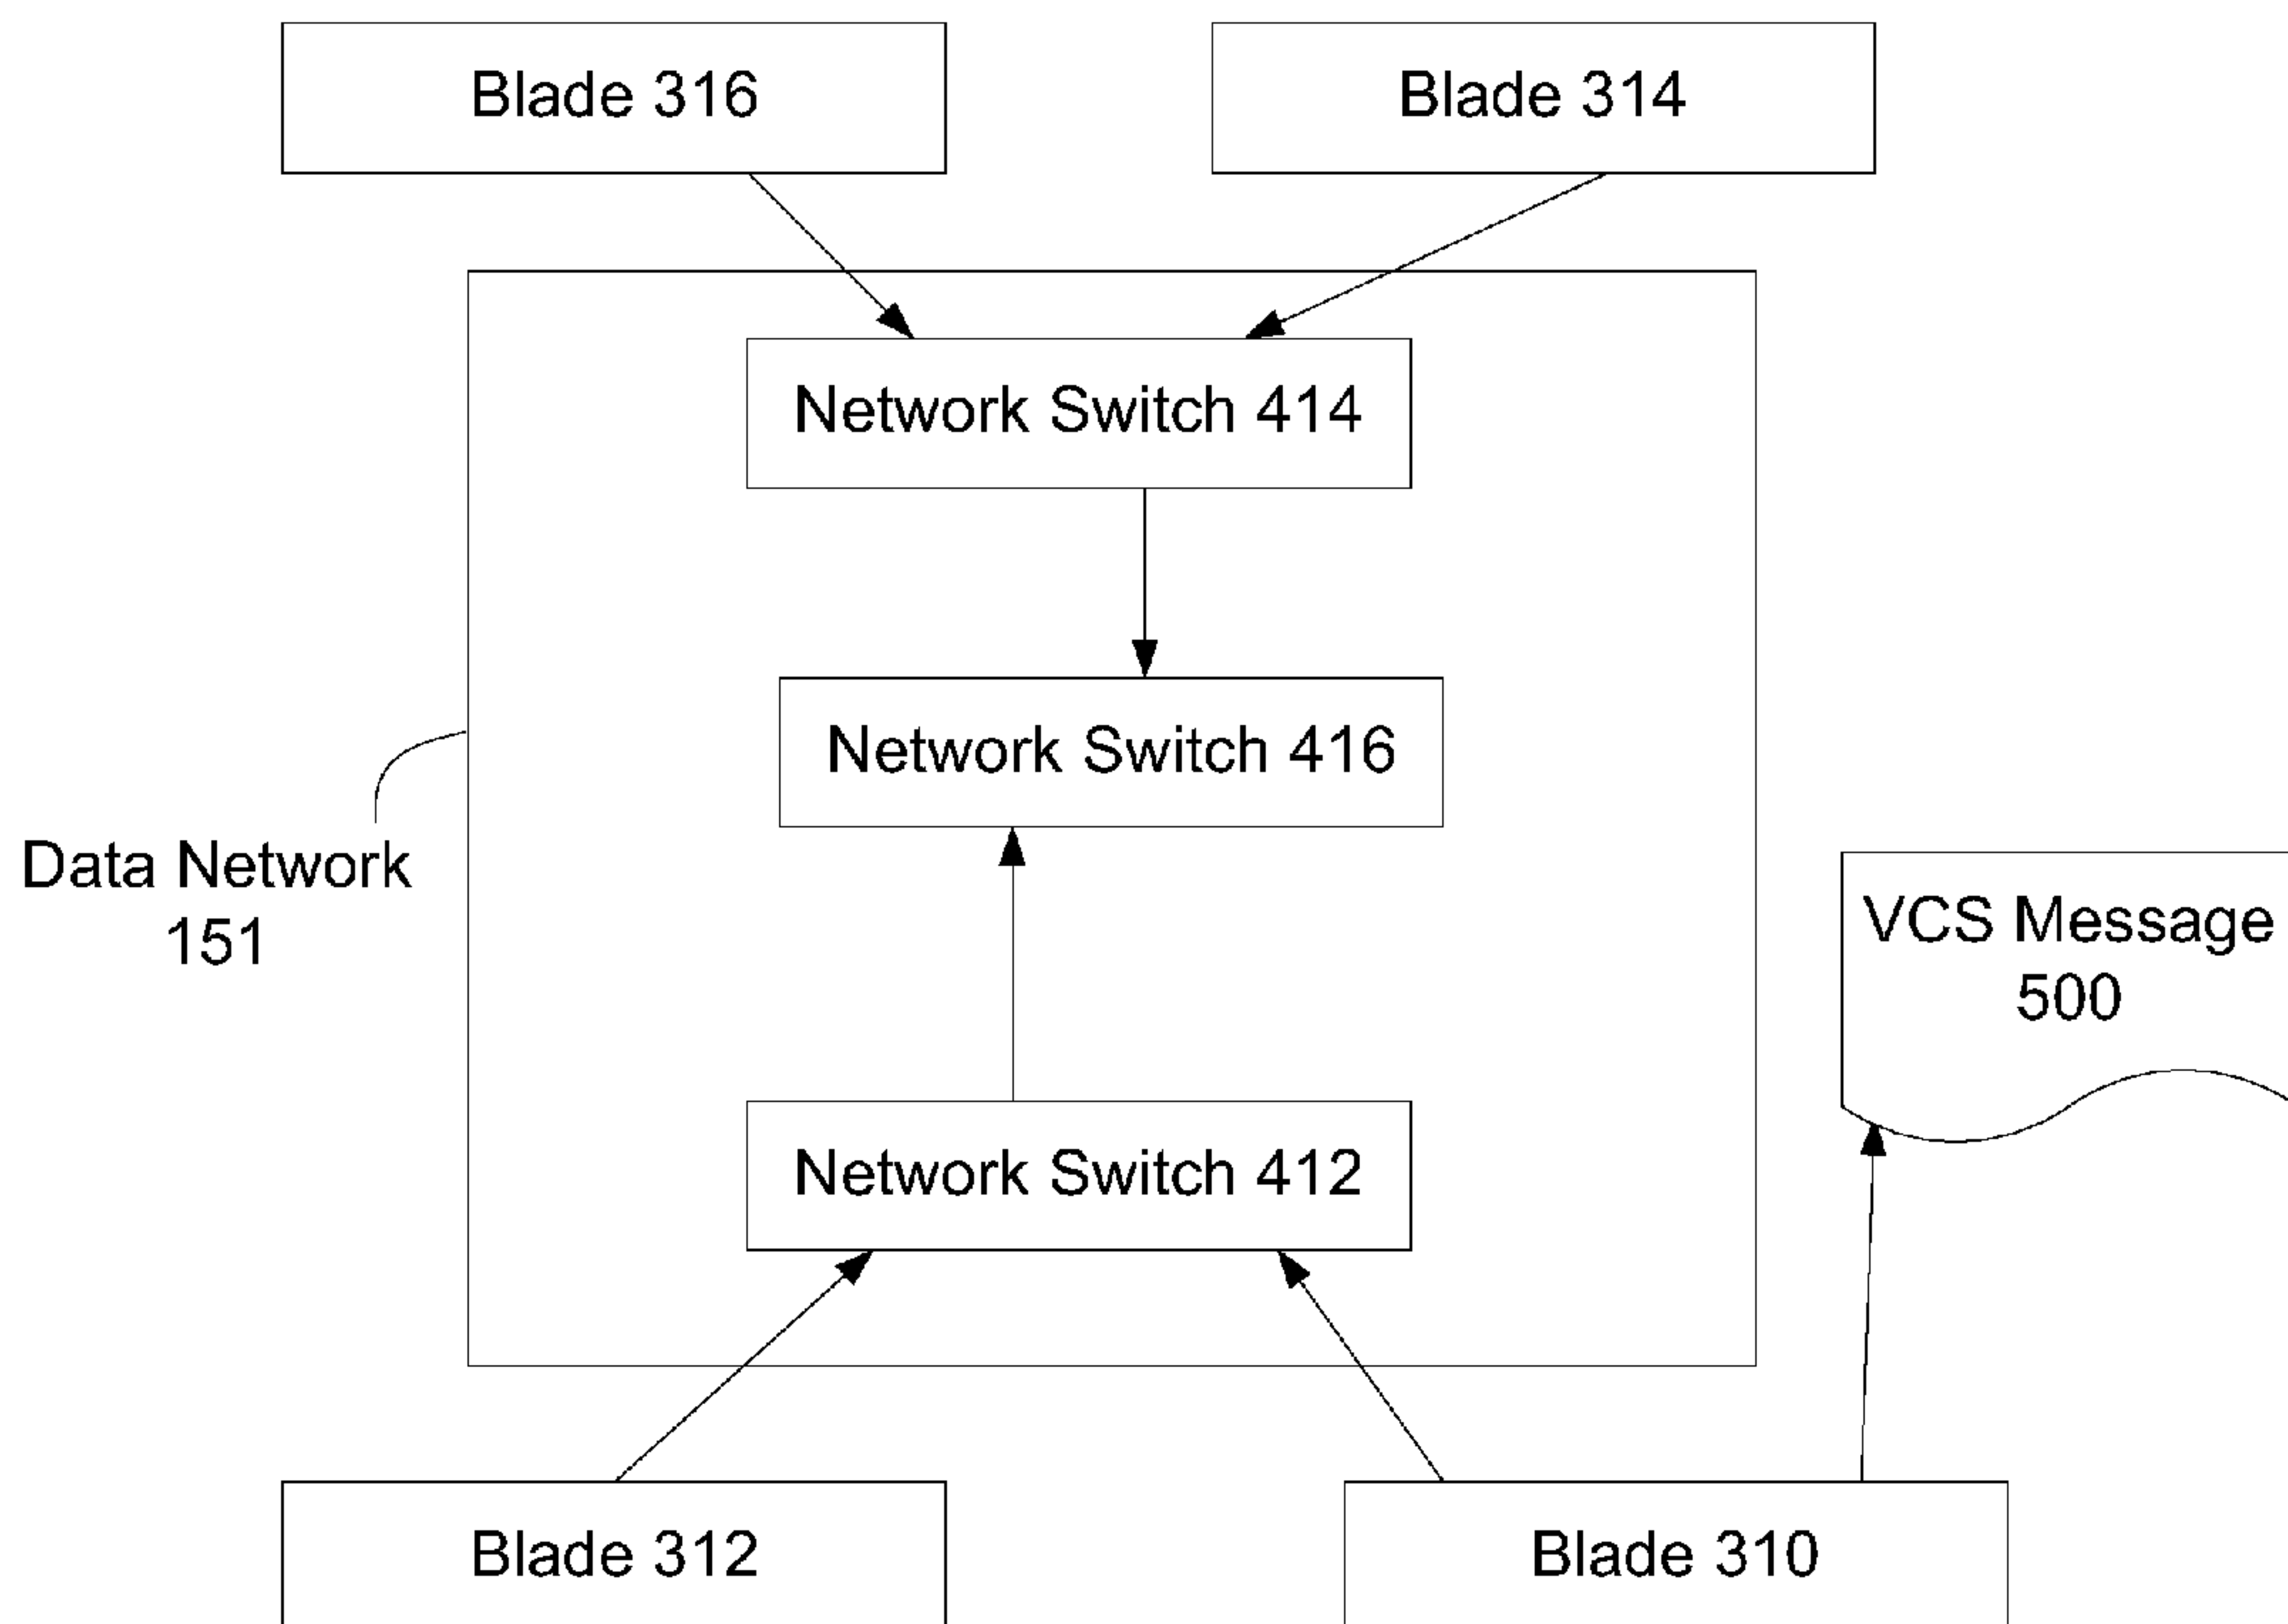 Blade 316
Blade 314
Network Switch 414
Network Switch 416
Data Network
151
VCS Message
500
Network Switch 412
Blade 312
Blade 310